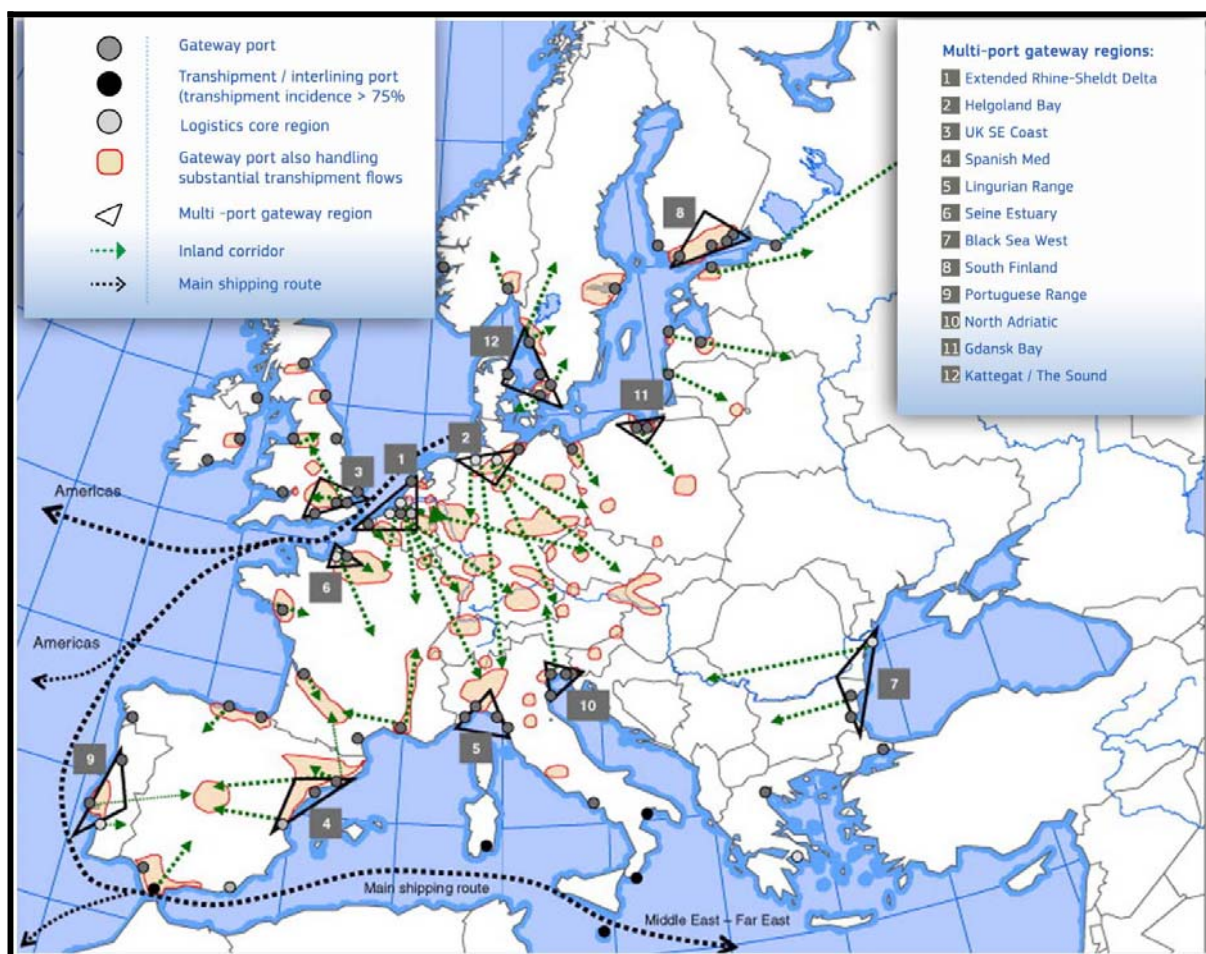 Gateway port
Transhipment / interlining port
(transhipment incidence > 75%
Logistics core region
Gateway port also handling
substantial transhipment flows
Multi -port gateway region
Inland corridor
Main shipping route
Multi-port gateway regions:
1 Extended Rhine-Sheldt Delta
2 Helgoland Bay
3 UK SE Coast
4 Spanish Med
5 Lingurian Range
6 Seine Estuary
7 Black Sea West
8 South Finland
9 Portuguese Range
10 North Adriatic
11 Gdansk Bay
12 Kattegat / The Sound
8
12
11
2
1
3
Americas
6
Americas
7
10
5
9
4
Main shipping route
Middle East – Far East